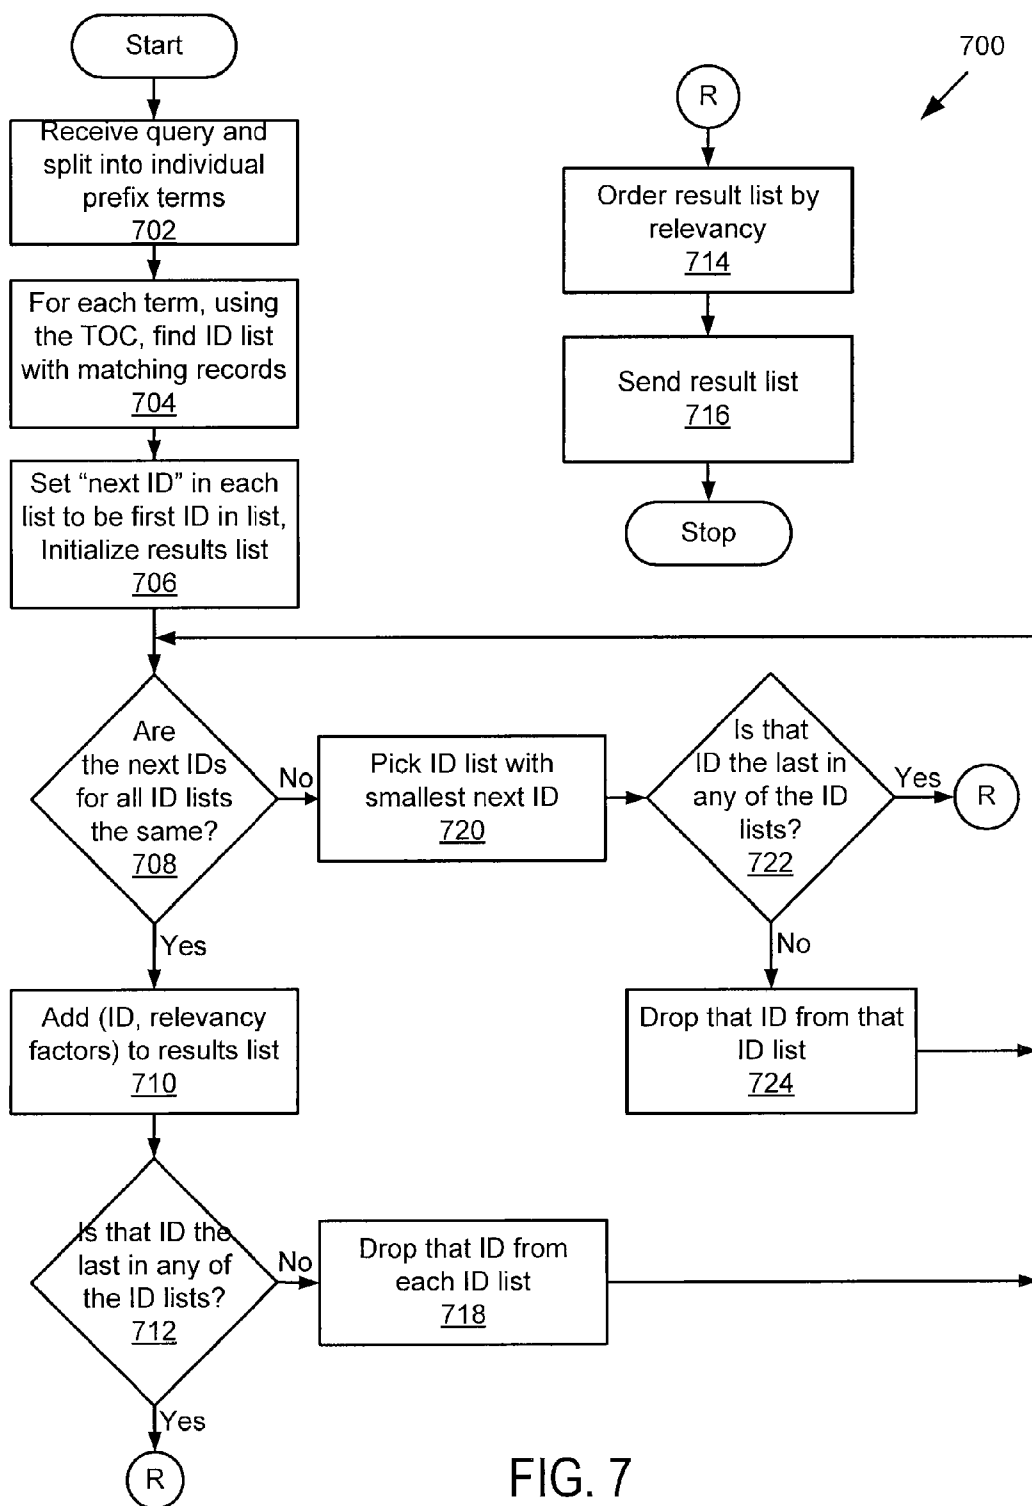 Start
Receive query and
split into individual
prefix terms
702
For each term, using
the TOC, find ID list
with matching records
704
Set “next ID” in each
list to be first ID in list,
Initialize results list
706
700
R
Order result list by
relevancy
714
Send result list
716
Stop
Are
the next IDs
for all ID lists
the same?
708
No
Pick ID list with
smallest next ID
720
Is that
ID the last in
any of the ID
lists?
722
Yes
R
Yes
No
Add (ID, relevancy
factors) to results list
710
Drop that ID from that
ID list
724
Is that ID the
last in any of
the ID lists?
712
No
Drop that ID from
each ID list
718
Yes
R
FIG. 7